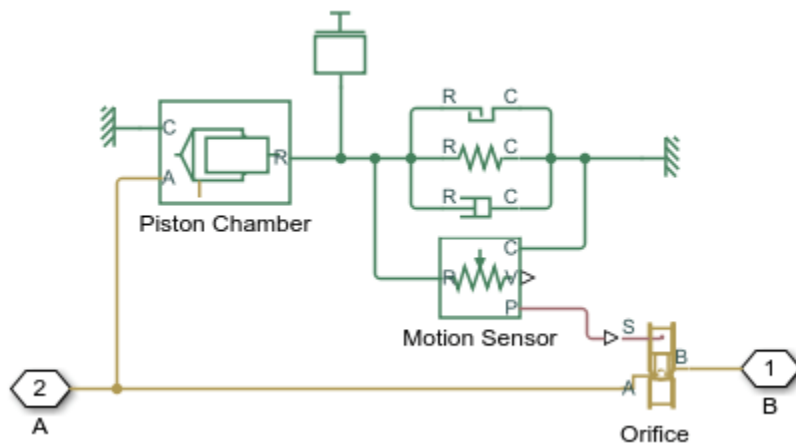 R C
C
R
R C
A
Piston Chamber
R C
C
R V
P
Motion Sensor
S
B
2
1
A
A
B
Orifice